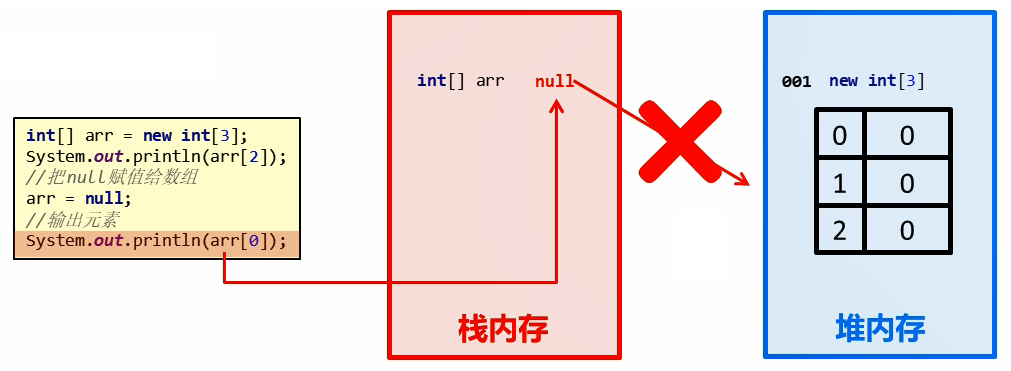 int[] arr = new int[3];
System.out.println(arr[2]);
//把null赋值给数组
arr = null;
//输出元素
System.out.println(arr[0]);
int[] arr null
栈内存
001 new int[3]
0 0
1 0
2 0
堆内存